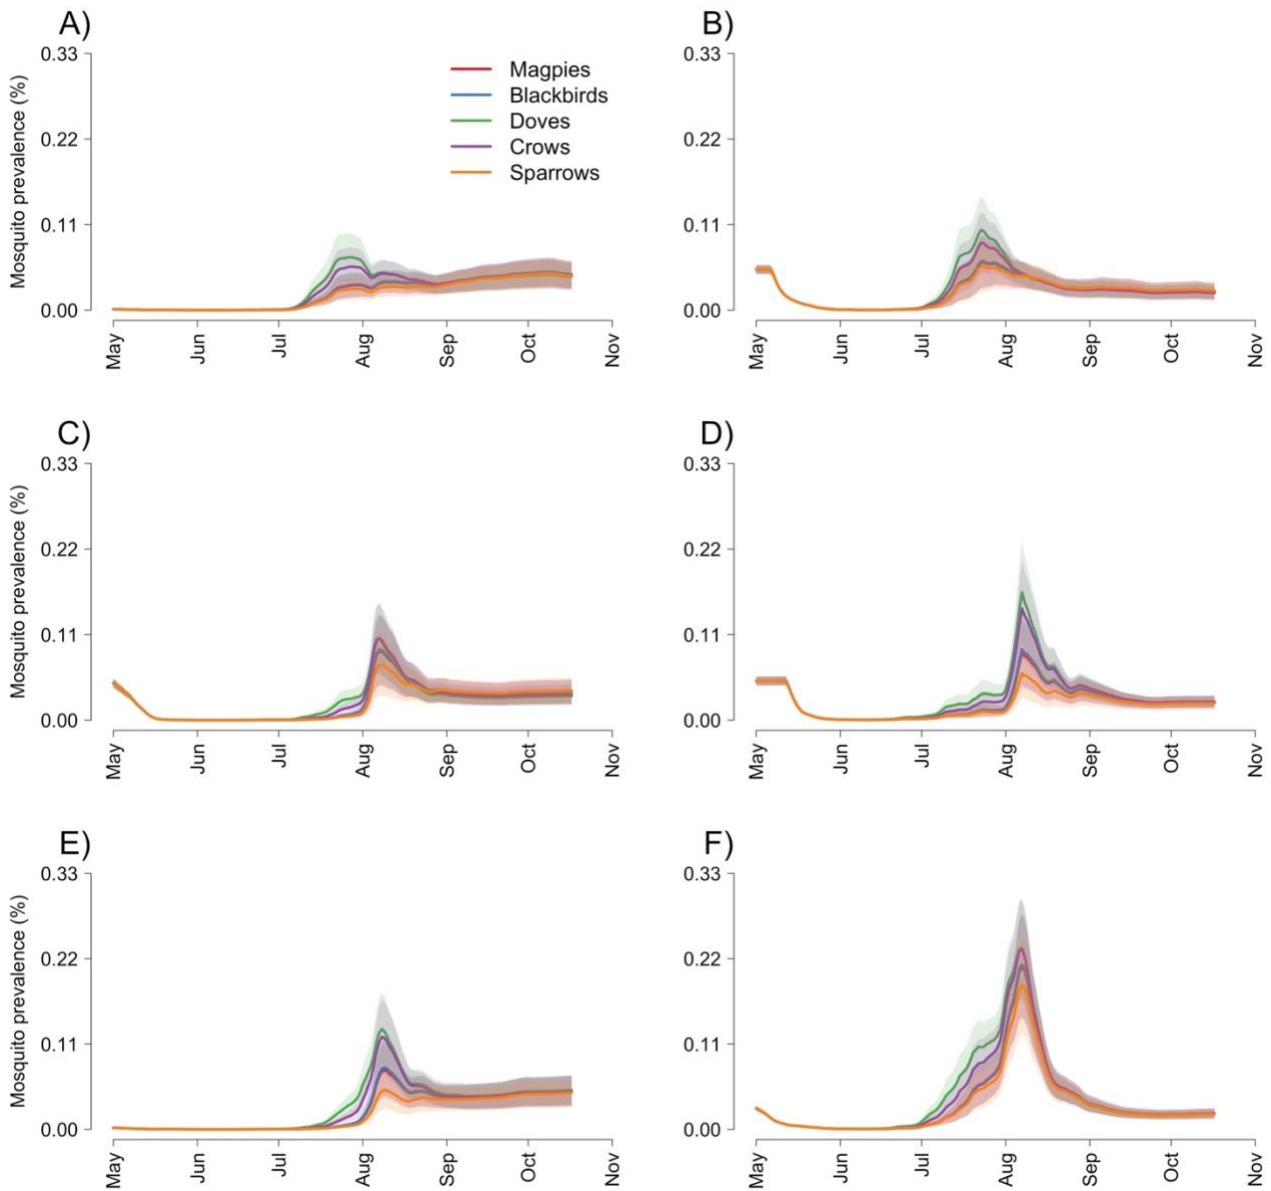 A)
Mosquito prevalence (%)
0.33
0.22
0.11
0.00
May
Jun
Jul
Aug
Sep
Oct
Nov
Magpies
Blackbirds
Doves
Crows
Sparrows
B)
0.33
0.22
0.11
0.00
May
Jun
Jul
Aug
Sep
Oct
Nov
C)
Mosquito prevalence (%)
0.33
0.22
0.11
0.00
May
Jun
Jul
Aug
Sep
Oct
Nov
D)
0.33
0.22
0.11
0.00
May
Jun
Jul
Aug
Sep
Oct
Nov
E)
Mosquito prevalence (%)
0.33
0.22
0.11
0.00
May
Jun
Jul
Aug
Sep
Oct
Nov
F)
0.33
0.22
0.11
0.00
May
Jun
Jul
Aug
Sep
Oct
Nov